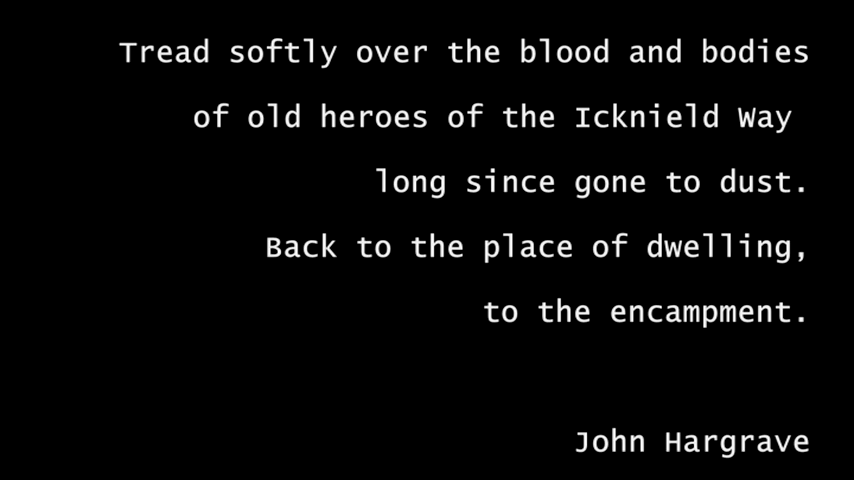 Tread softly over the blood and bodies
of old heroes of the Icknield Way
long since gone to dust.
Back to the place of dwelling,
to the encampment.
John Hargrave